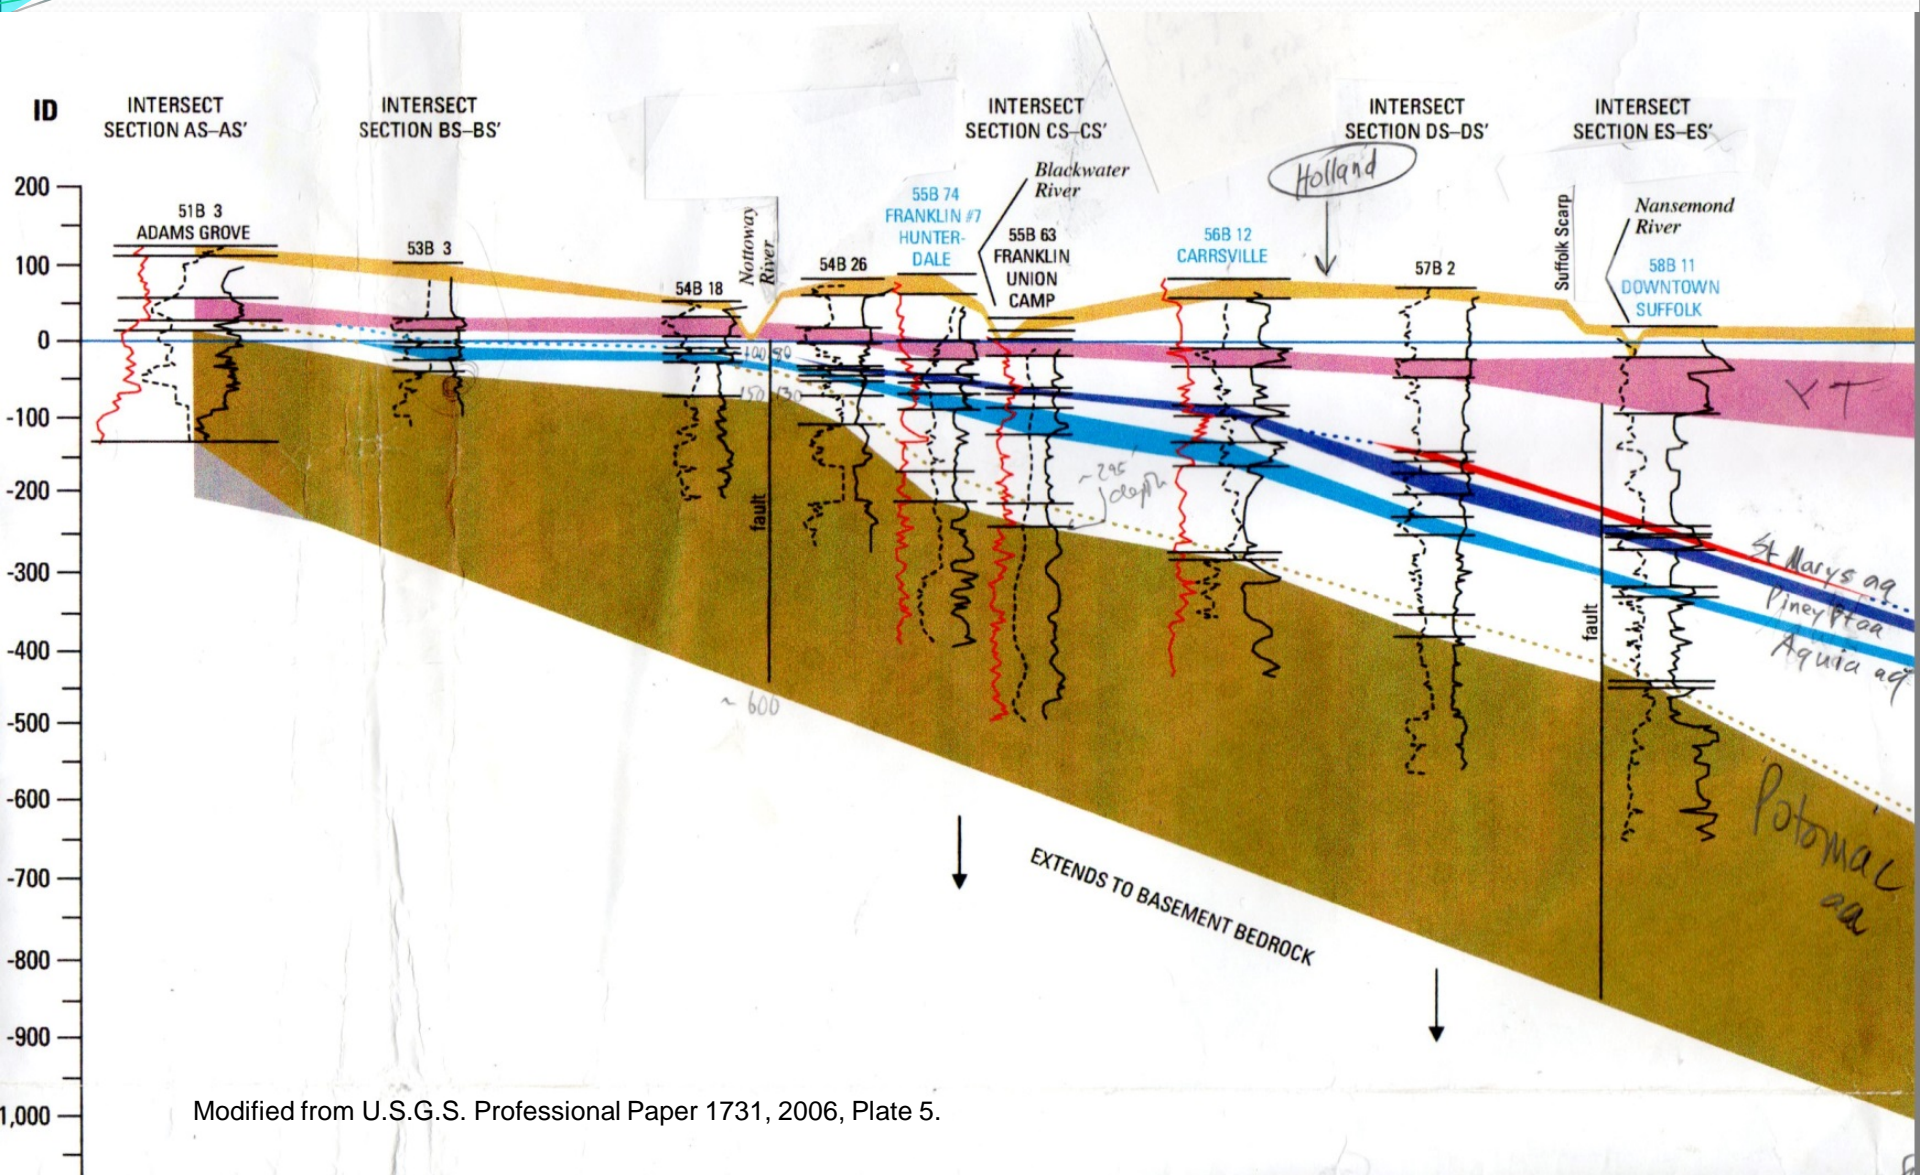 ID
INTERSECT
SECTION AS–AS'
INTERSECT
SECTION BS–BS'
INTERSECT
SECTION CS–CS'
INTERSECT
SECTION DS–DS'
INTERSECT
SECTION ES–ES'
Holland
Blackwater
River
Nottoway
River
Suffolk Scarp
Nansemond
River
51B 3
ADAMS GROVE
53B 3
54B 18
54B 26
55B 74
FRANKLIN #7
HUNTER-
DALE
55B 63
FRANKLIN
UNION
CAMP
56B 12
CARRSVILLE
57B 2
58B 11
DOWNTOWN
SUFFOLK
200
100
0
-100
-200
-300
-400
-500
-600
-700
-800
-900
1,000
YT
~295'
depth
fault
fault
~600
St Marys aq
Piney Pt aq
Aquia aq
Potomac
aq
EXTENDS TO BASEMENT BEDROCK
Modified from U.S.G.S. Professional Paper 1731, 2006, Plate 5.